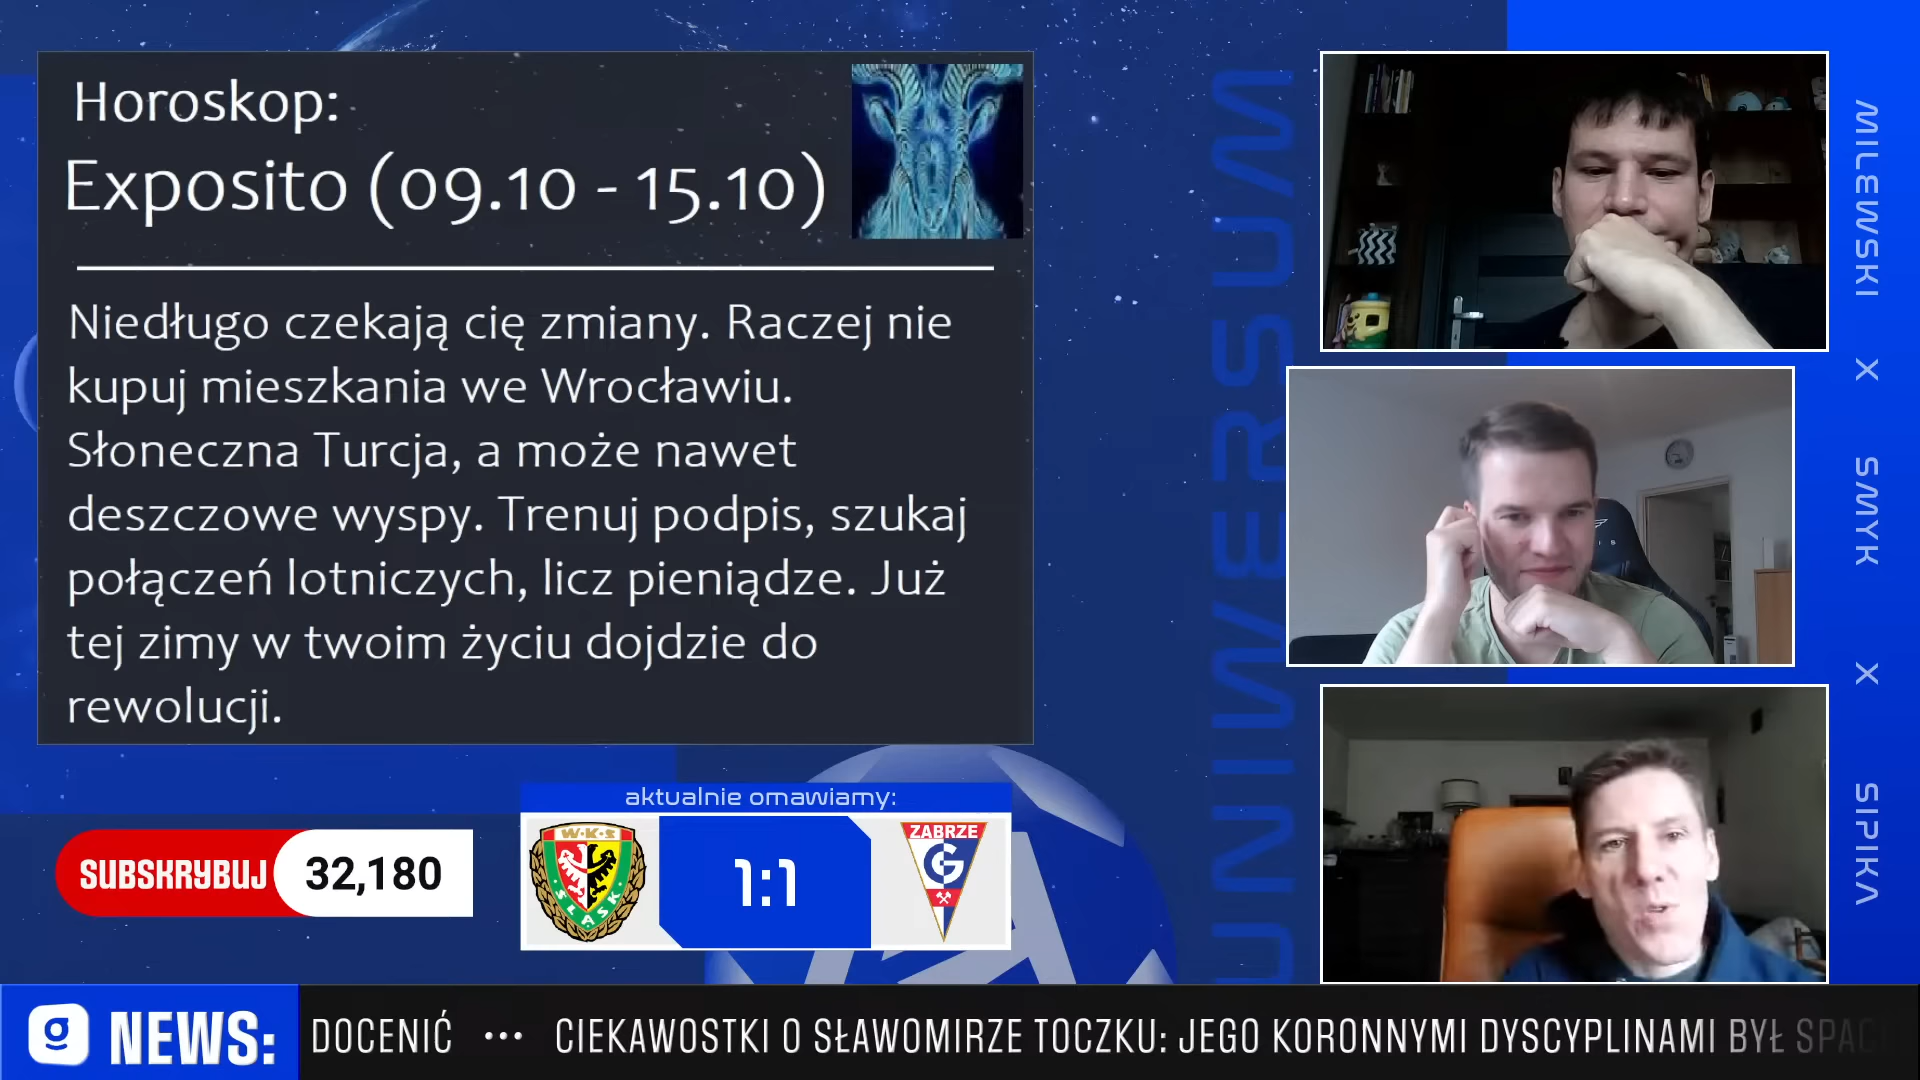 Horoskop:
Exposito (09.10 - 15.10)
Niedługo czekają cię zmiany. Raczej nie
kupuj mieszkania we Wrocławiu.
Słoneczna Turcja, a może nawet
deszczowe wyspy. Trenuj podpis, szukaj
połączeń lotniczych, licz pieniądze. Już
tej zimy w twoim życiu dojdzie do
rewolucji.
UNIWERSUM
MILEWSKI X SMYK X SIPIKA
aktualnie omawiamy:
SUBSKRYBUJ 32,180
W·K·S
ŚLĄSK
1:1
ZABRZE
G
g NEWS:
DOCENIĆ ••• CIEKAWOSTKI O SŁAWOMIRZE TOCZKU: JEGO KORONNYMI DYSCYPLINAMI BYŁ